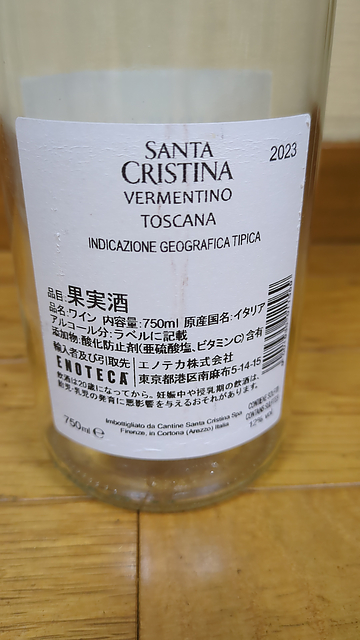 SANTA
CRISTINA
2023
VERMENTINO
TOSCANA
INDICAZIONE GEOGRAFICA TIPICA
品目:果実酒
品名:ワイン 内容量:750ml 原産国名:イタリア
アルコール分:ラベルに記載
添加物:酸化防止剤(亜硫酸塩、ビタミンC)含有
輸入者及び引取先
ENOTECA
エノテカ株式会社
東京都港区南麻布5-14-15
飲酒は20歳になってから。妊娠中や授乳期の飲酒は、
胎児・乳児の発育に悪影響を与えるおそれがあります。
750ml e
Imbottigliato da Cantine Santa Cristina Spa
Firenze, in Cortona (Arezzo) Italia
12% vol